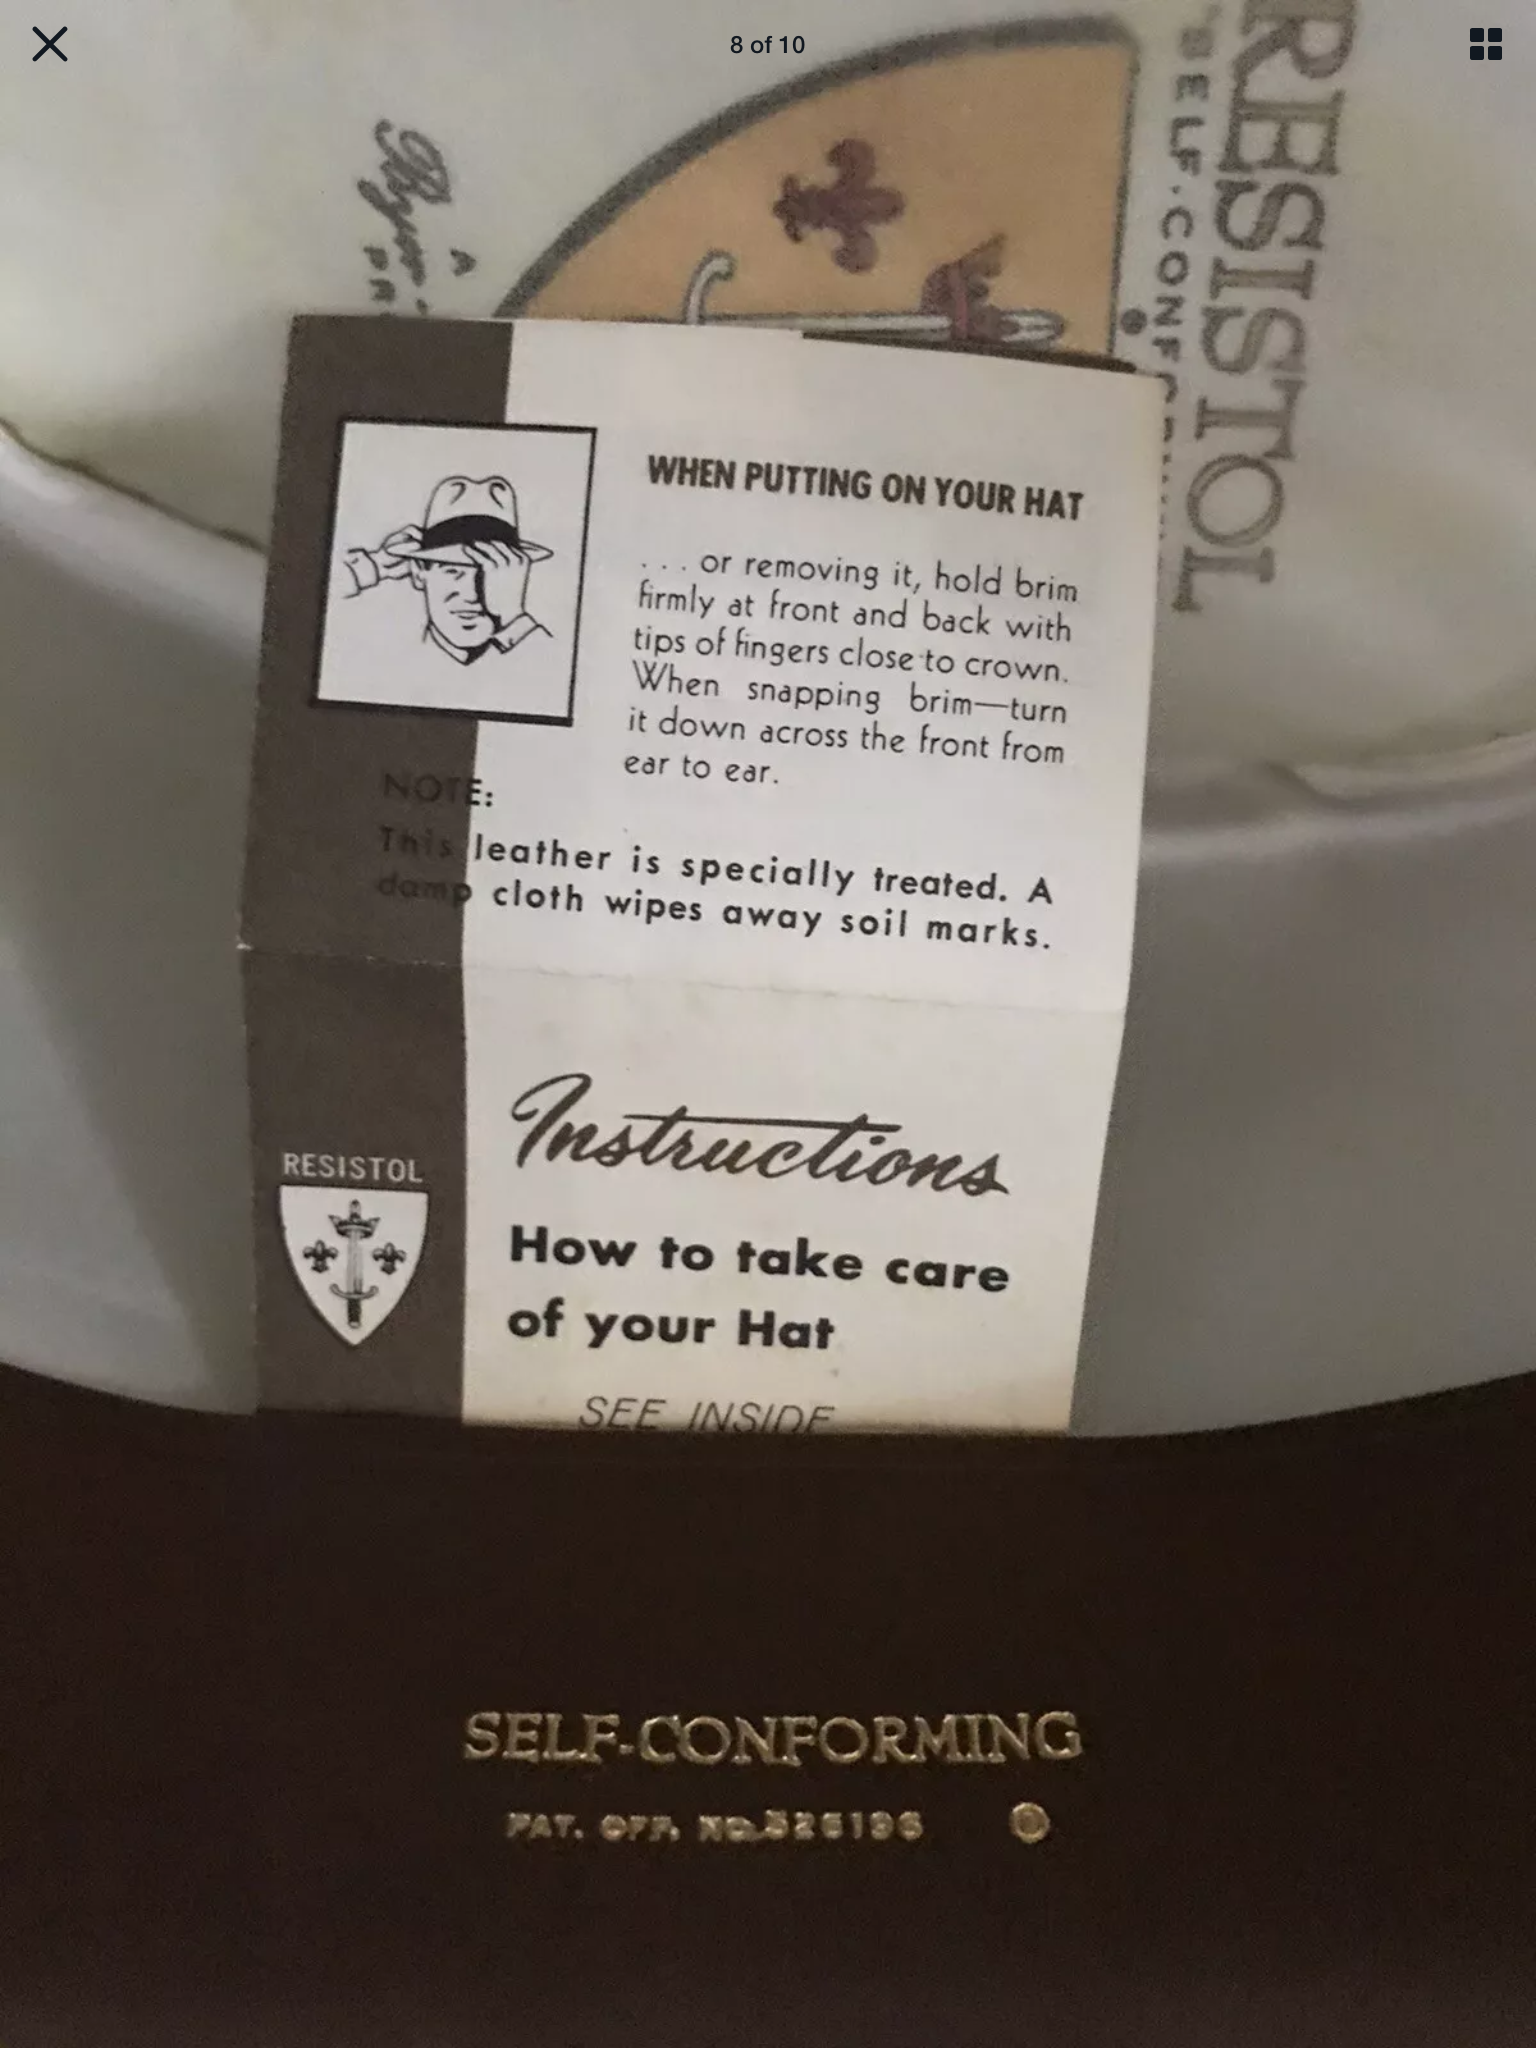 8 of 10
RESISTOL
"SELF-CONFORMING"
A
WHEN PUTTING ON YOUR HAT
. . . or removing it, hold brim
firmly at front and back with
tips of fingers close to crown.
When snapping brim—turn
it down across the front from
ear to ear.
NOTE:
This leather is specially treated. A
damp cloth wipes away soil marks.
Instructions
RESISTOL
How to take care
of your Hat
SEE INSIDE
SELF-CONFORMING
PAT. OFF. NO.526196